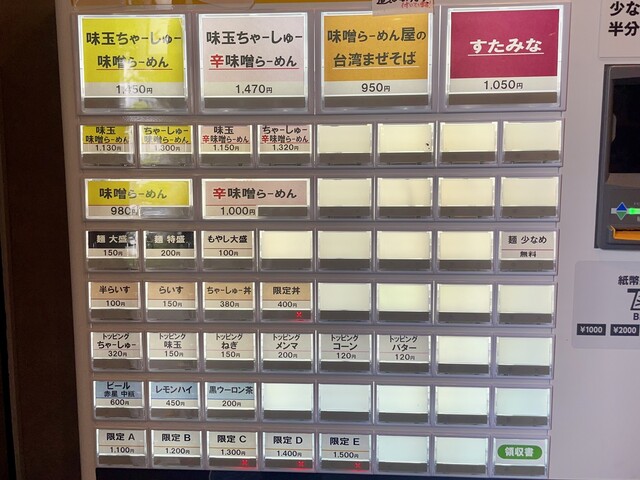 味玉ちゃーしゅー
味噌らーめん
味玉ちゃーしゅー
辛味噌らーめん
1,470円
味噌らーめん屋の
台湾まぜそば
950円
すたみな
1,050円
少な
半分
味玉
味噌らーめん
1,130円
ちゃーしゅー
味噌らーめん
1,300円
味玉
辛味噌らーめん
1,150円
ちゃーしゅー
辛味噌らーめん
1,320円
味噌らーめん
980円
辛味噌らーめん
1,000円
麺 大盛
150円
麺 特盛
200円
もやし大盛
100円
麺 少なめ
無料
半らいす
100円
らいす
150円
ちゃーしゅー丼
380円
限定丼
400円
トッピング
ちゃーしゅー
320円
トッピング
味玉
150円
トッピング
ねぎ
150円
トッピング
メンマ
200円
トッピング
コーン
120円
トッピング
バター
120円
ビール
赤星 中瓶
600円
レモンハイ
450円
黒ウーロン茶
200円
限定 A
1,100円
限定 B
1,200円
限定 C
1,300円
限定 D
1,400円
限定 E
1,500円
領収書
紙幣
¥1000
¥2000